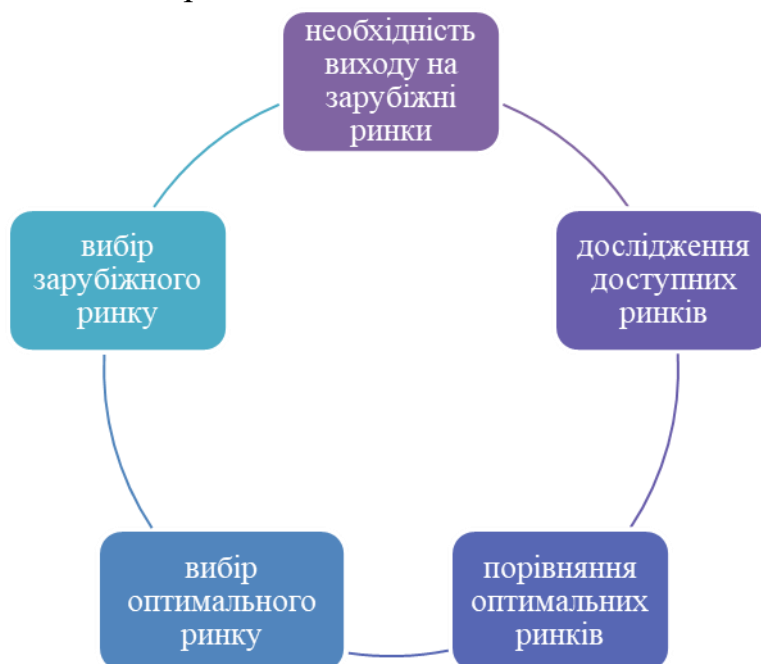 необхідність
виходу на
зарубіжні
ринки
дослідження
доступних
ринків
порівняння
оптимальних
ринків
вибір
оптимального
ринку
вибір
зарубіжного
ринку